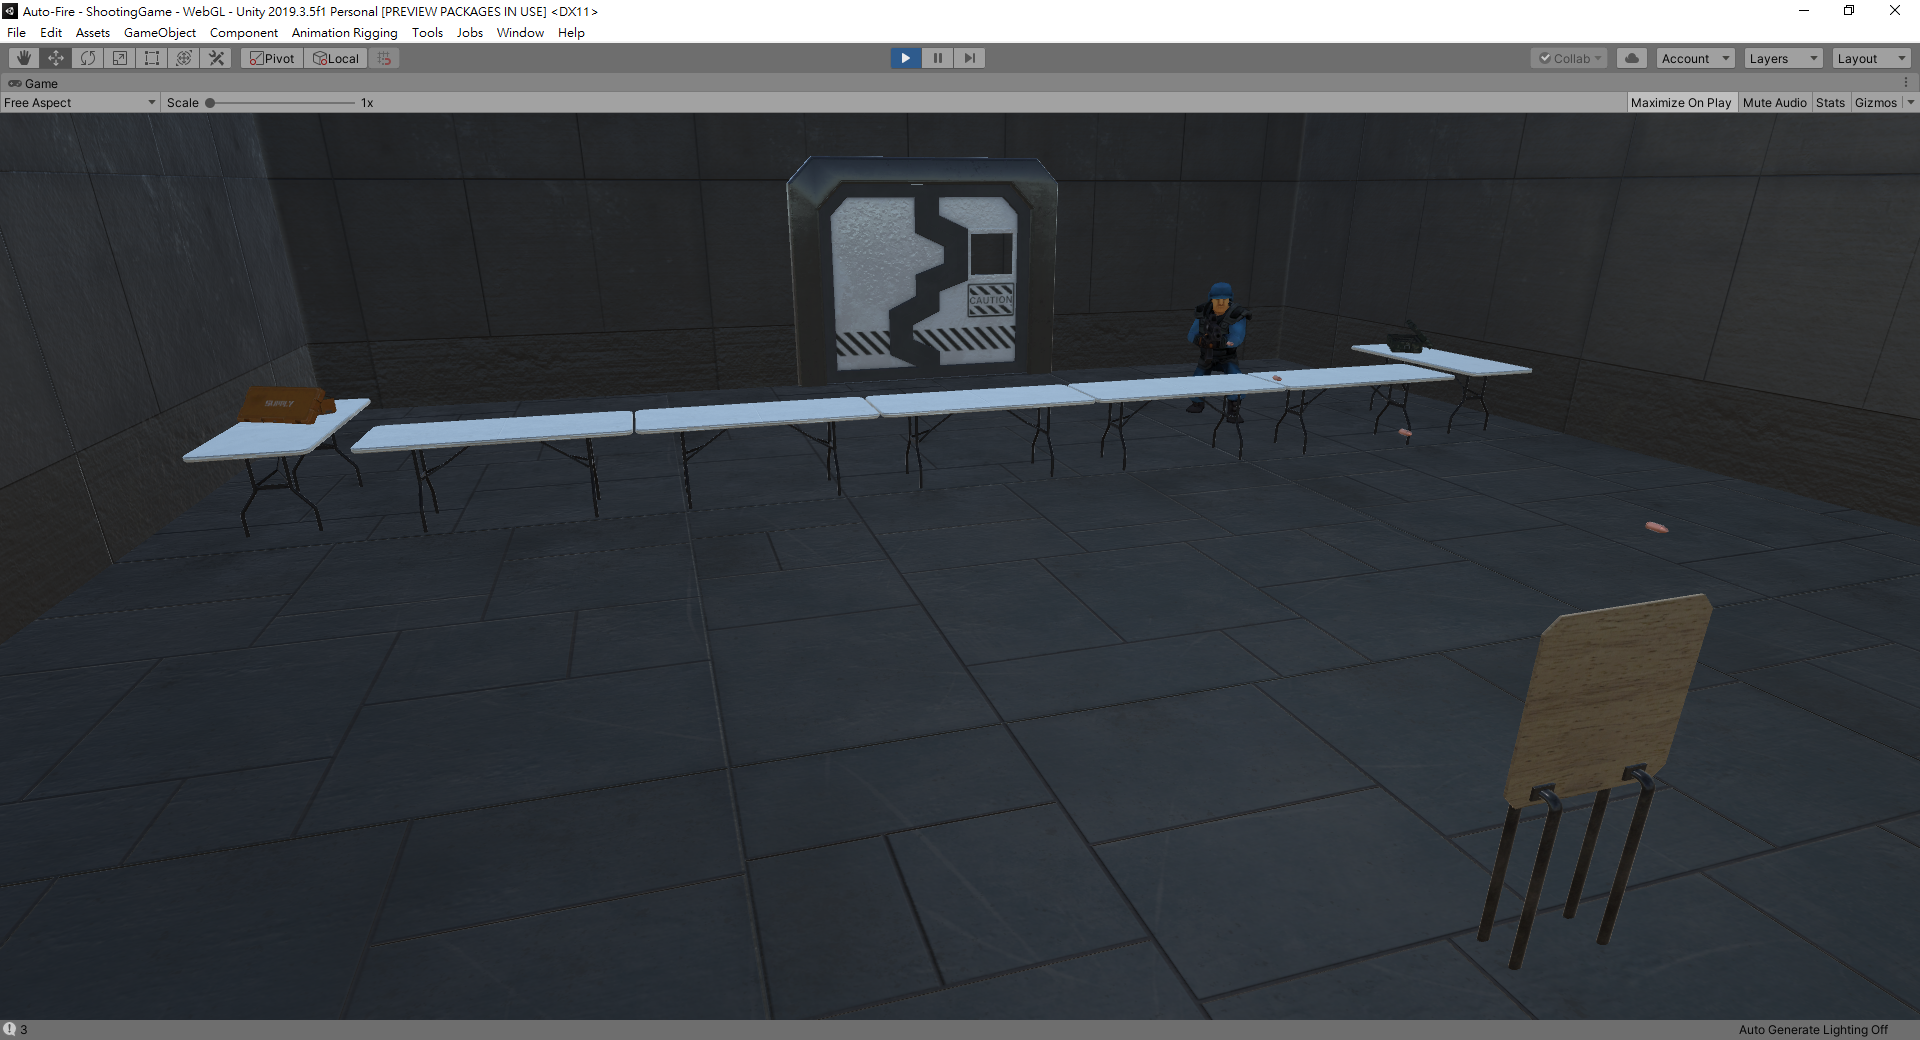 Auto-Fire - ShootingGame - WebGL - Unity 2019.3.5f1 Personal [PREVIEW PACKAGES IN USE] <DX11>
File Edit Assets GameObject Component Animation Rigging Tools Jobs Window Help
Pivot Local Collab Account Layers Layout
Game
Free Aspect Scale 1x Maximize On Play Mute Audio Stats Gizmos
CAUTION
SUPPLY
3 Auto Generate Lighting Off